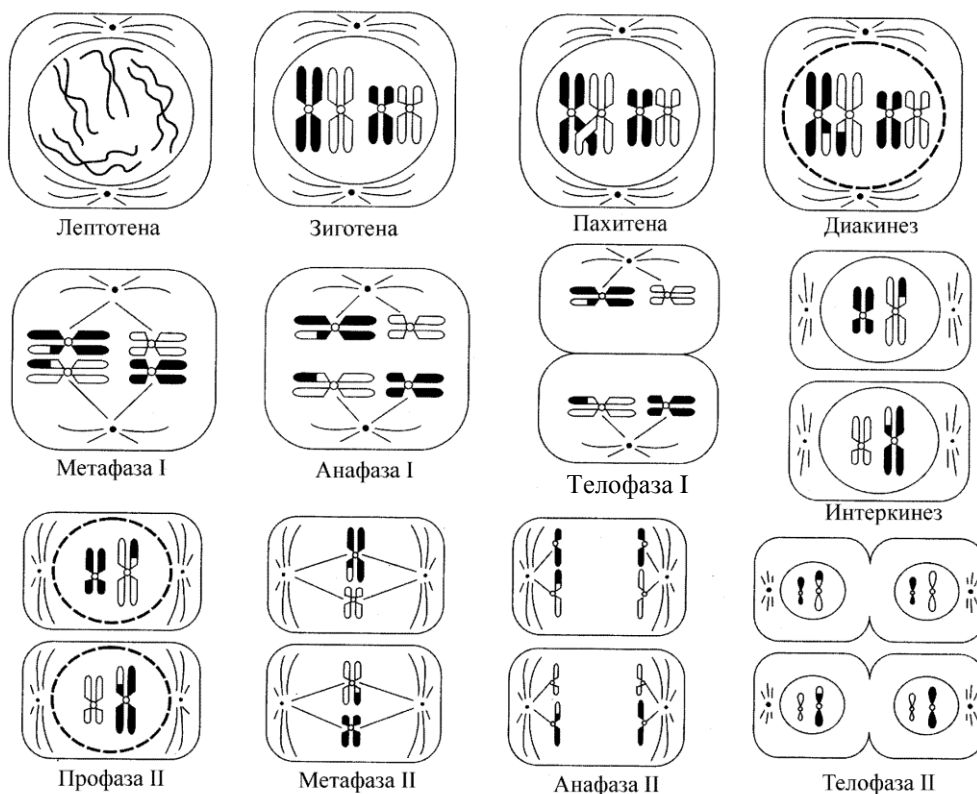 Лептотена
Зиготена
Пахитена
Диакинез
Метафаза I
Анафаза I
Телофаза I
Интеркинез
Профаза II
Метафаза II
Анафаза II
Телофаза II